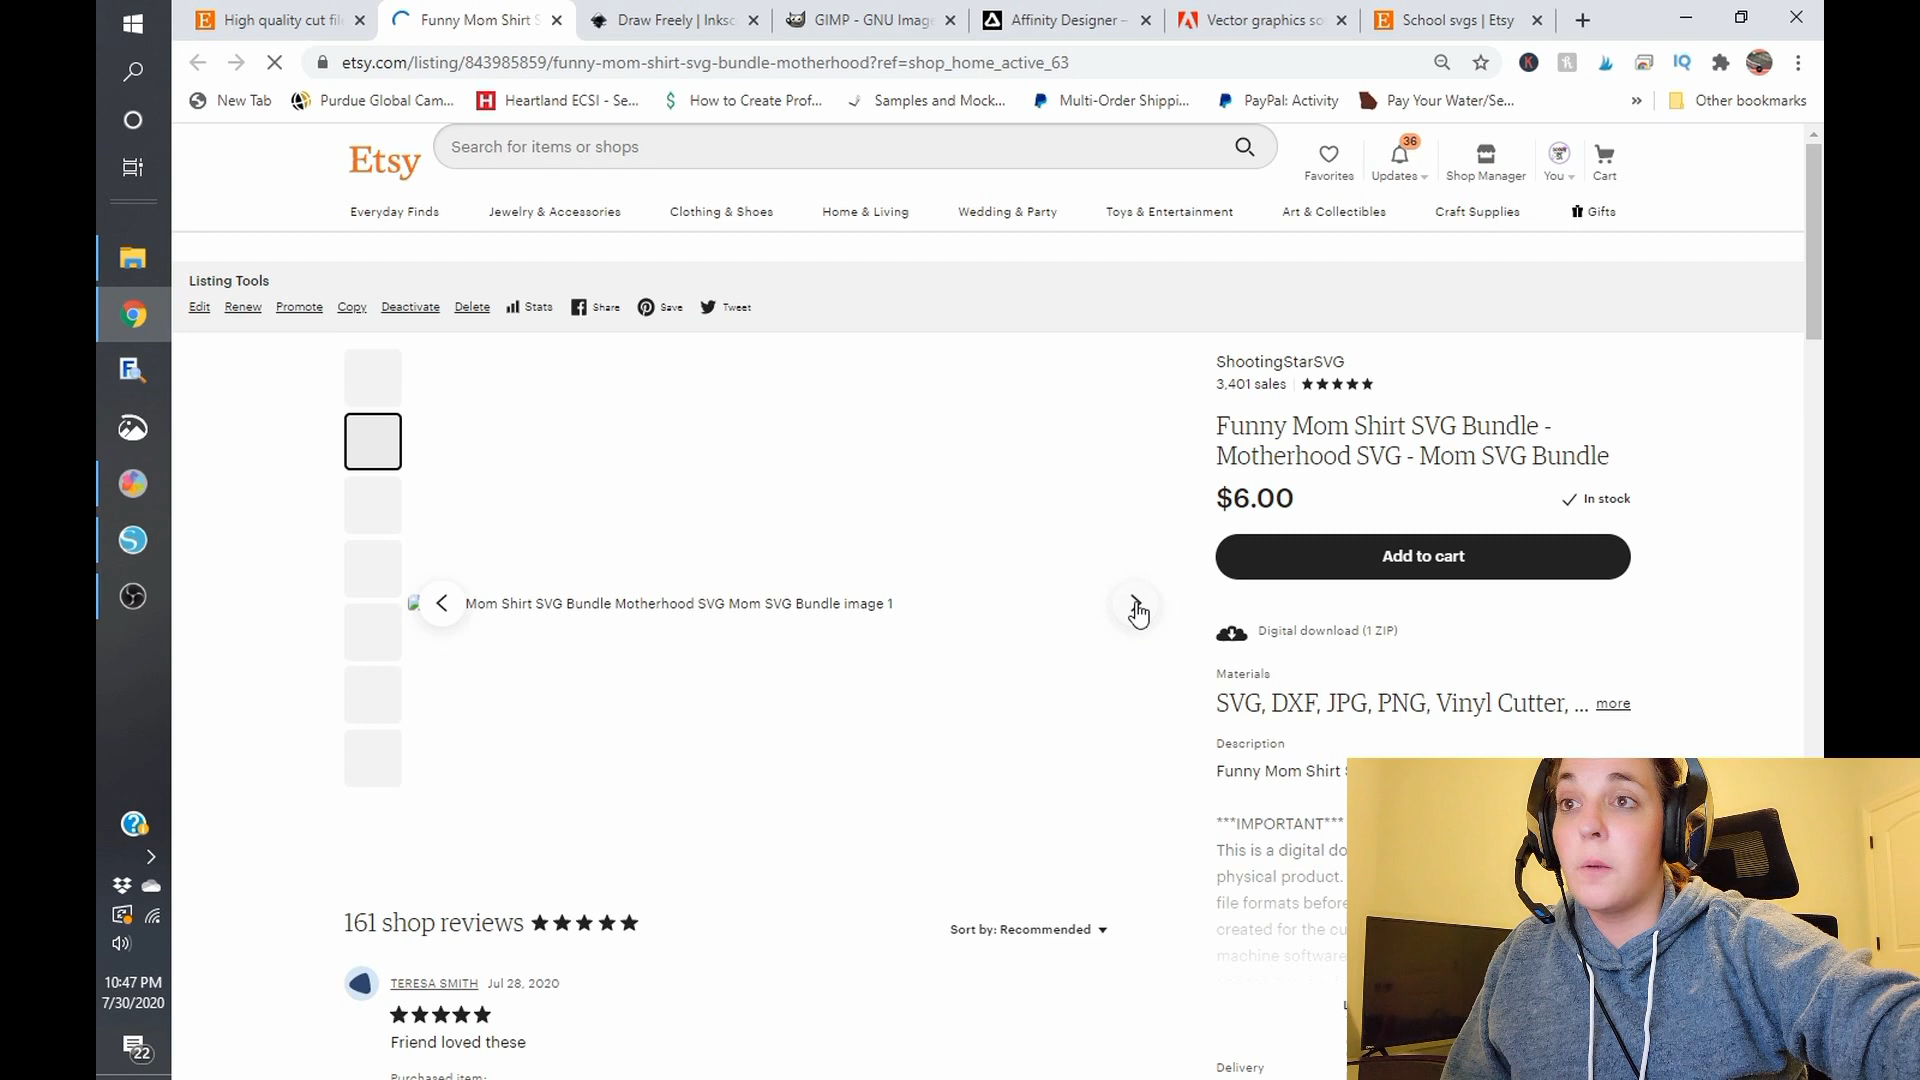 High quality cut fil
Funny Mom Shirt S
Draw Freely | Inksc
GIMP - GNU Image
Affinity Designer –
Vector graphics so
School svgs | Etsy
etsy.com/listing/843985859/funny-mom-shirt-svg-bundle-motherhood?ref=shop_home_active_63
New Tab
Purdue Global Cam...
Heartland ECSI - Se...
How to Create Prof...
Samples and Mock...
Multi-Order Shippi...
PayPal: Activity
Pay Your Water/Se...
»
Other bookmarks
Etsy
Search for items or shops
36
Favorites
Updates
Shop Manager
You
Cart
Everyday Finds
Jewelry & Accessories
Clothing & Shoes
Home & Living
Wedding & Party
Toys & Entertainment
Art & Collectibles
Craft Supplies
Gifts
Listing Tools
Edit Renew Promote Copy Deactivate Delete Stats Share Save Tweet
ShootingStarSVG
3,401 sales
Funny Mom Shirt SVG Bundle -
Motherhood SVG - Mom SVG Bundle
$6.00
In stock
Add to cart
Mom Shirt SVG Bundle Motherhood SVG Mom SVG Bundle image 1
Digital download (1 ZIP)
Materials
SVG, DXF, JPG, PNG, Vinyl Cutter, ... more
Description
Funny Mom Shirt
***IMPORTANT***
This is a digital do
physical product.
file formats before
created for the cu
machine software
161 shop reviews
Sort by: Recommended
TERESA SMITH Jul 28, 2020
Friend loved these
Purchased item:
Delivery
10:47 PM
7/30/2020
22